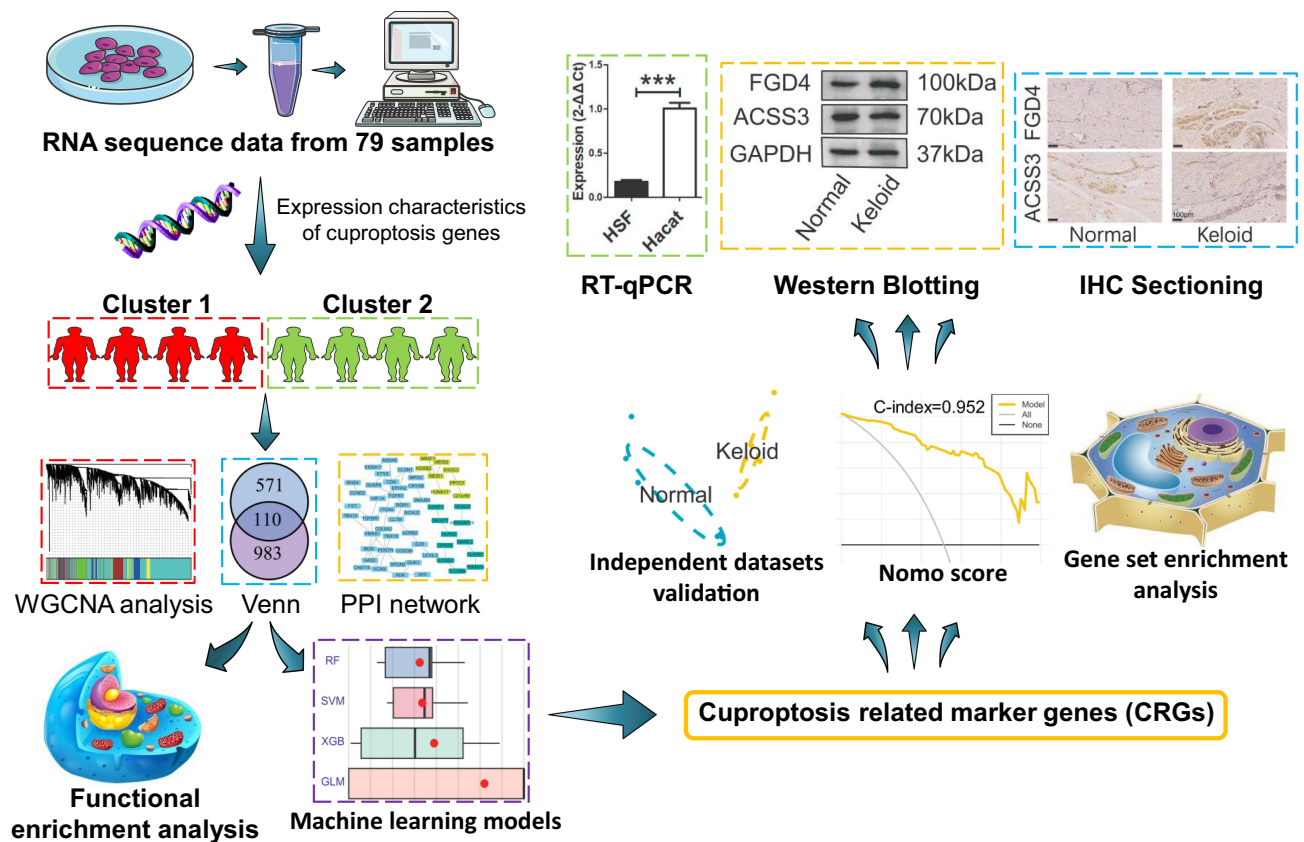 RNA sequence data from 79 samples
Expression characteristics
of cuproptosis genes
Cluster 1
Cluster 2
571
110
983
WGCNA analysis
Venn
PPI network
Functional
enrichment analysis
RF
SVM
XGB
GLM
Machine learning models
Cuproptosis related marker genes (CRGs)
Keloid
Normal
Independent datasets
validation
C-index=0.952
Model
All
None
Nomo score
Gene set enrichment
analysis
Expression (2-ΔΔCt)
1.5
1.0
0.5
0.0
***
HSF
Hacat
RT-qPCR
FGD4
100kDa
ACSS3
70kDa
GAPDH
37kDa
Normal
Keloid
Western Blotting
FGD4
ACSS3
100μm
Normal
Keloid
IHC Sectioning